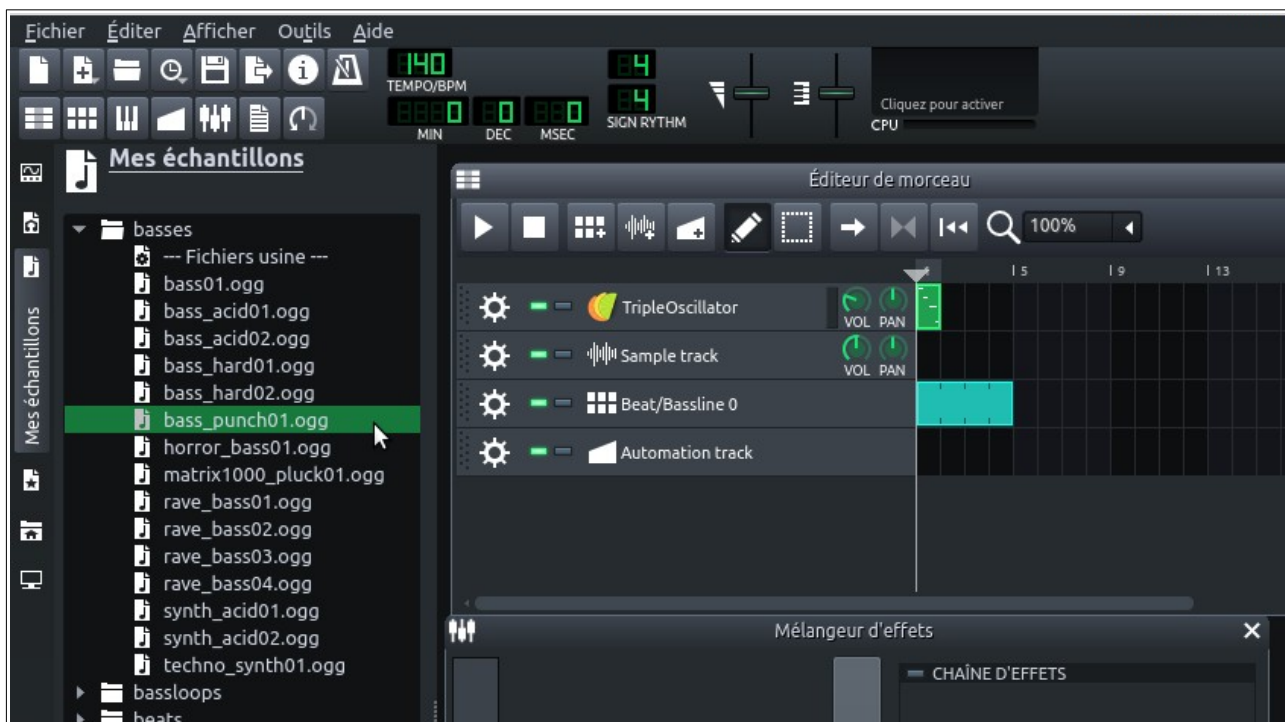 Fichier Éditer Afficher Outils Aide
140
TEMPO/BPM
4
4
SIGN RYTHM
0 0 0
MIN DEC MSEC
Cliquez pour activer
CPU
Mes échantillons
Mes échantillons
basses
--- Fichiers usine ---
bass01.ogg
bass_acid01.ogg
bass_acid02.ogg
bass_hard01.ogg
bass_hard02.ogg
bass_punch01.ogg
horror_bass01.ogg
matrix1000_pluck01.ogg
rave_bass01.ogg
rave_bass02.ogg
rave_bass03.ogg
rave_bass04.ogg
synth_acid01.ogg
synth_acid02.ogg
techno_synth01.ogg
bassloops
beats
Éditeur de morceau
100%
5 9 13
TripleOscillator
VOL PAN
Sample track
VOL PAN
Beat/Bassline 0
Automation track
Mélangeur d'effets
CHAÎNE D'EFFETS